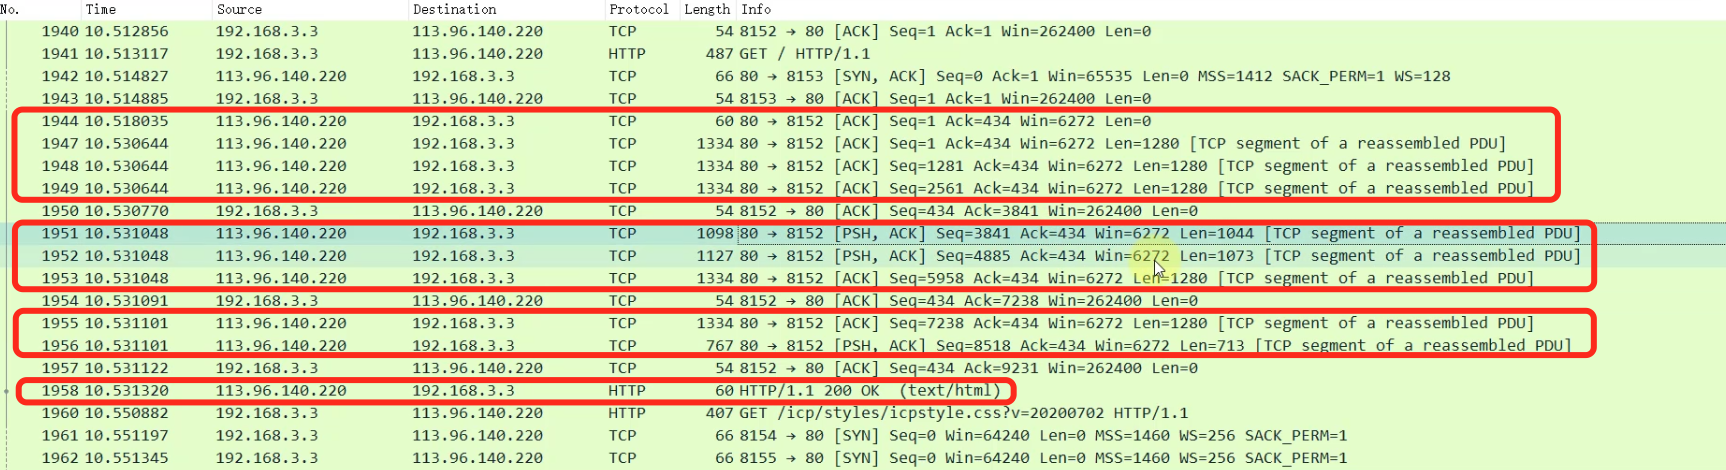 No. Time Source Destination Protocol Length Info
1940 10.512856 192.168.3.3 113.96.140.220 TCP 54 8152 → 80 [ACK] Seq=1 Ack=1 Win=262400 Len=0
1941 10.513117 192.168.3.3 113.96.140.220 HTTP 487 GET / HTTP/1.1
1942 10.514827 113.96.140.220 192.168.3.3 TCP 66 80 → 8153 [SYN, ACK] Seq=0 Ack=1 Win=65535 Len=0 MSS=1412 SACK_PERM=1 WS=128
1943 10.514885 192.168.3.3 113.96.140.220 TCP 54 8153 → 80 [ACK] Seq=1 Ack=1 Win=262400 Len=0
1944 10.518035 113.96.140.220 192.168.3.3 TCP 60 80 → 8152 [ACK] Seq=1 Ack=434 Win=6272 Len=0
1947 10.530644 113.96.140.220 192.168.3.3 TCP 1334 80 → 8152 [ACK] Seq=1 Ack=434 Win=6272 Len=1280 [TCP segment of a reassembled PDU]
1948 10.530644 113.96.140.220 192.168.3.3 TCP 1334 80 → 8152 [ACK] Seq=1281 Ack=434 Win=6272 Len=1280 [TCP segment of a reassembled PDU]
1949 10.530644 113.96.140.220 192.168.3.3 TCP 1334 80 → 8152 [ACK] Seq=2561 Ack=434 Win=6272 Len=1280 [TCP segment of a reassembled PDU]
1950 10.530770 192.168.3.3 113.96.140.220 TCP 54 8152 → 80 [ACK] Seq=434 Ack=3841 Win=262400 Len=0
1951 10.531048 113.96.140.220 192.168.3.3 TCP 1098 80 → 8152 [PSH, ACK] Seq=3841 Ack=434 Win=6272 Len=1044 [TCP segment of a reassembled PDU]
1952 10.531048 113.96.140.220 192.168.3.3 TCP 1127 80 → 8152 [PSH, ACK] Seq=4885 Ack=434 Win=6272 Len=1073 [TCP segment of a reassembled PDU]
1953 10.531048 113.96.140.220 192.168.3.3 TCP 1334 80 → 8152 [ACK] Seq=5958 Ack=434 Win=6272 Len=1280 [TCP segment of a reassembled PDU]
1954 10.531091 192.168.3.3 113.96.140.220 TCP 54 8152 → 80 [ACK] Seq=434 Ack=7238 Win=262400 Len=0
1955 10.531101 113.96.140.220 192.168.3.3 TCP 1334 80 → 8152 [ACK] Seq=7238 Ack=434 Win=6272 Len=1280 [TCP segment of a reassembled PDU]
1956 10.531101 113.96.140.220 192.168.3.3 TCP 767 80 → 8152 [PSH, ACK] Seq=8518 Ack=434 Win=6272 Len=713 [TCP segment of a reassembled PDU]
1957 10.531122 192.168.3.3 113.96.140.220 TCP 54 8152 → 80 [ACK] Seq=434 Ack=9231 Win=262400 Len=0
1958 10.531320 113.96.140.220 192.168.3.3 HTTP 60 HTTP/1.1 200 OK (text/html)
1960 10.550882 192.168.3.3 113.96.140.220 HTTP 407 GET /icp/styles/icpstyle.css?v=20200702 HTTP/1.1
1961 10.551197 192.168.3.3 113.96.140.220 TCP 66 8154 → 80 [SYN] Seq=0 Win=64240 Len=0 MSS=1460 WS=256 SACK_PERM=1
1962 10.551345 192.168.3.3 113.96.140.220 TCP 66 8155 → 80 [SYN] Seq=0 Win=64240 Len=0 MSS=1460 WS=256 SACK_PERM=1